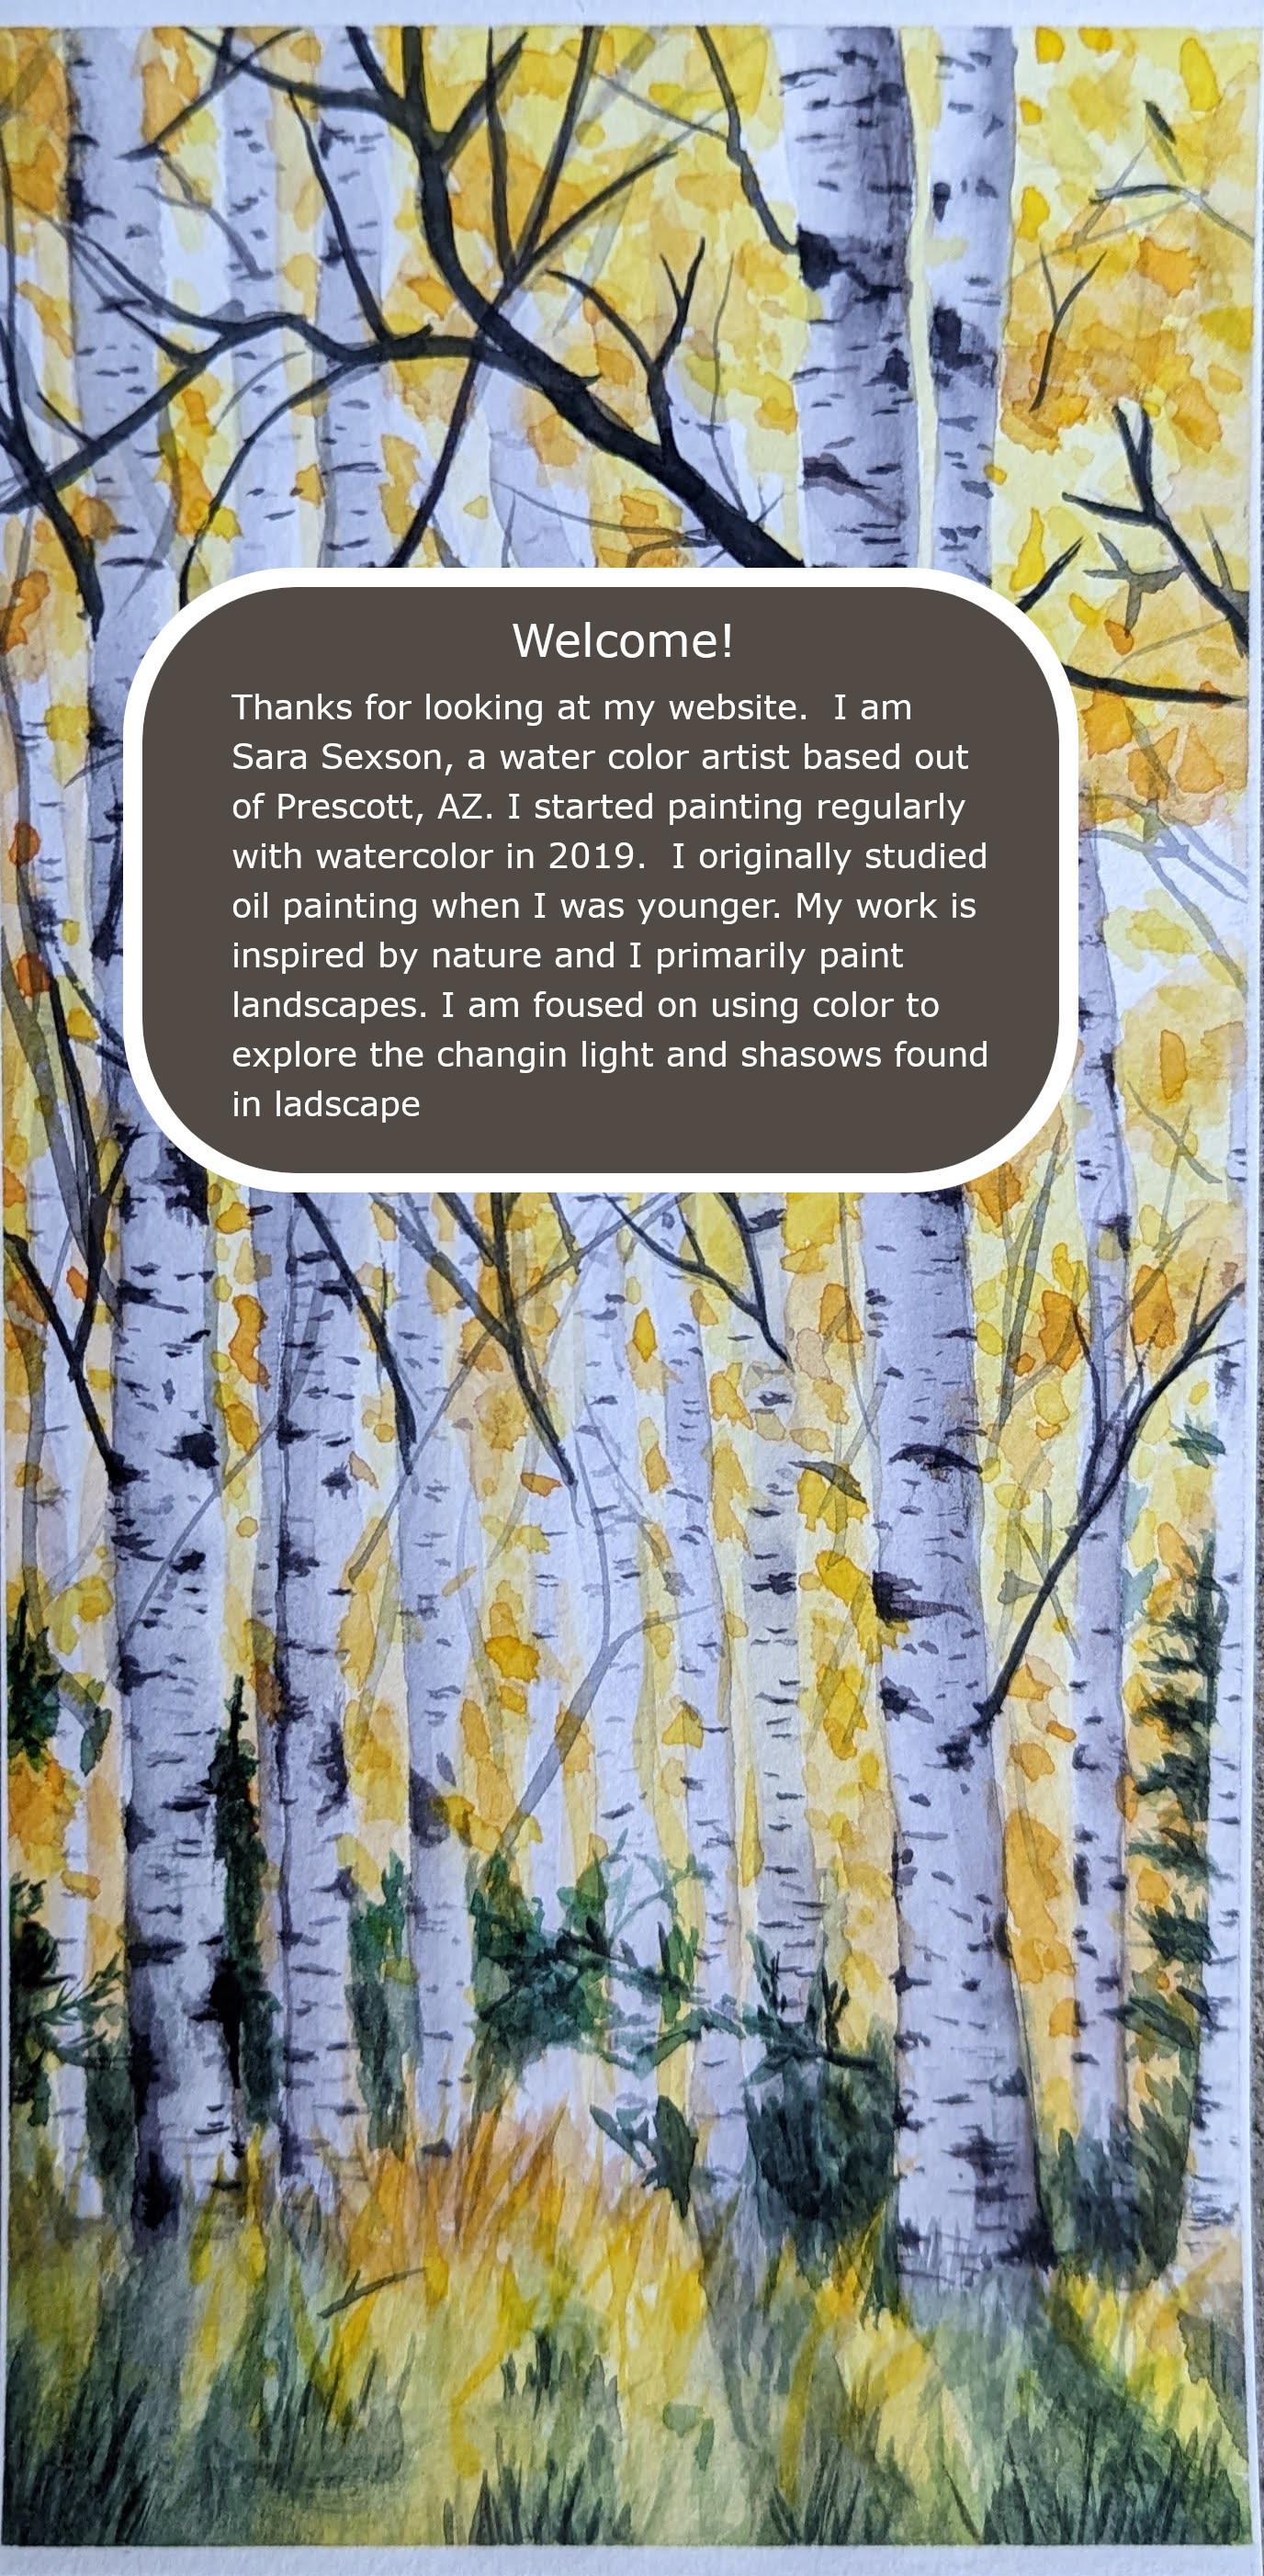 Welcome!
Thanks for looking at my website.  I am
Sara Sexson, a water color artist based out
of Prescott, AZ. I started painting regularly
with watercolor in 2019.  I originally studied
oil painting when I was younger. My work is
inspired by nature and I primarily paint
landscapes. I am foused on using color to
explore the changin light and shasows found
in ladscape